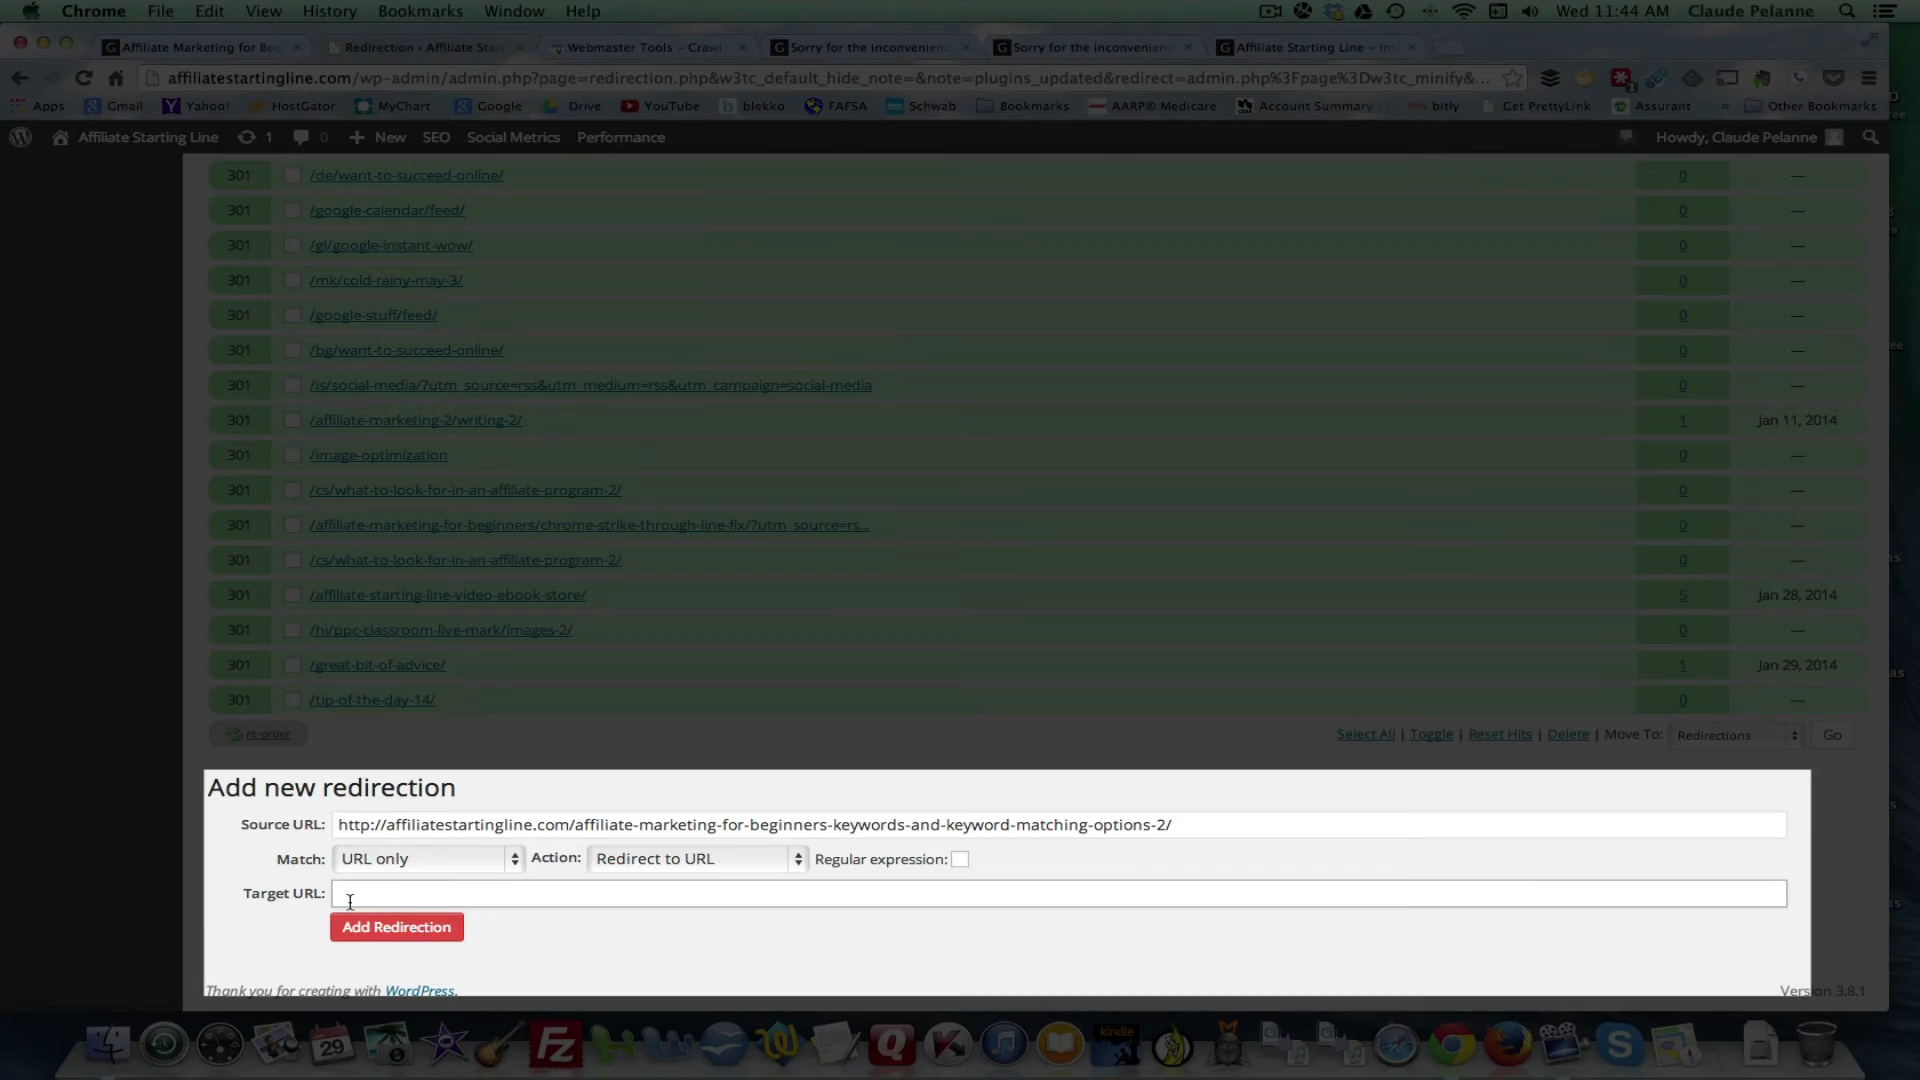 Chrome File Edit View History Bookmarks Window Help Wed 11:44 AM Claude Pelanne
Affiliate Marketing for Beg Redirection ‹ Affiliate Star Webmaster Tools – Crawl Sorry for the inconvenience Sorry for the inconvenience Affiliate Starting Line – Int
affiliatestartingline.com/wp-admin/admin.php?page=redirection.php&w3tc_default_hide_note=&note=plugins_updated&redirect=admin.php%3Fpage%3Dw3tc_minify&...
Apps Gmail Yahoo! HostGator MyChart Google Drive YouTube blekko FAFSA Schwab Bookmarks AARP® Medicare Account Summary bitly Get PrettyLink Assurant » Other Bookmarks
Affiliate Starting Line 1 0 New SEO Social Metrics Performance Howdy, Claude Pelanne
301 /de/want-to-succeed-online/ 0 —
301 /google-calendar/feed/ 0 —
301 /gl/google-instant-wow/ 0 —
301 /mk/cold-rainy-may-3/ 0 —
301 /google-stuff/feed/ 0 —
301 /bg/want-to-succeed-online/ 0 —
301 /is/social-media/?utm_source=rss&utm_medium=rss&utm_campaign=social-media 0 —
301 /affiliate-marketing-2/writing-2/ 1 Jan 11, 2014
301 /image-optimization 0 —
301 /cs/what-to-look-for-in-an-affiliate-program-2/ 0 —
301 /affiliate-marketing-for-beginners/chrome-strike-through-line-fix/?utm_source=rs... 0 —
301 /cs/what-to-look-for-in-an-affiliate-program-2/ 0 —
301 /affiliate-starting-line-video-ebook-store/ 5 Jan 28, 2014
301 /hi/ppc-classroom-live-mark/images-2/ 0 —
301 /great-bit-of-advice/ 1 Jan 29, 2014
301 /tip-of-the-day-14/ 0 —
re-order Select All | Toggle | Reset Hits | Delete | Move To: Redirections Go
Add new redirection
Source URL: http://affiliatestartingline.com/affiliate-marketing-for-beginners-keywords-and-keyword-matching-options-2/
Match: URL only Action: Redirect to URL Regular expression:
Target URL:
Add Redirection
Thank you for creating with WordPress. Version 3.8.1
29 kindle